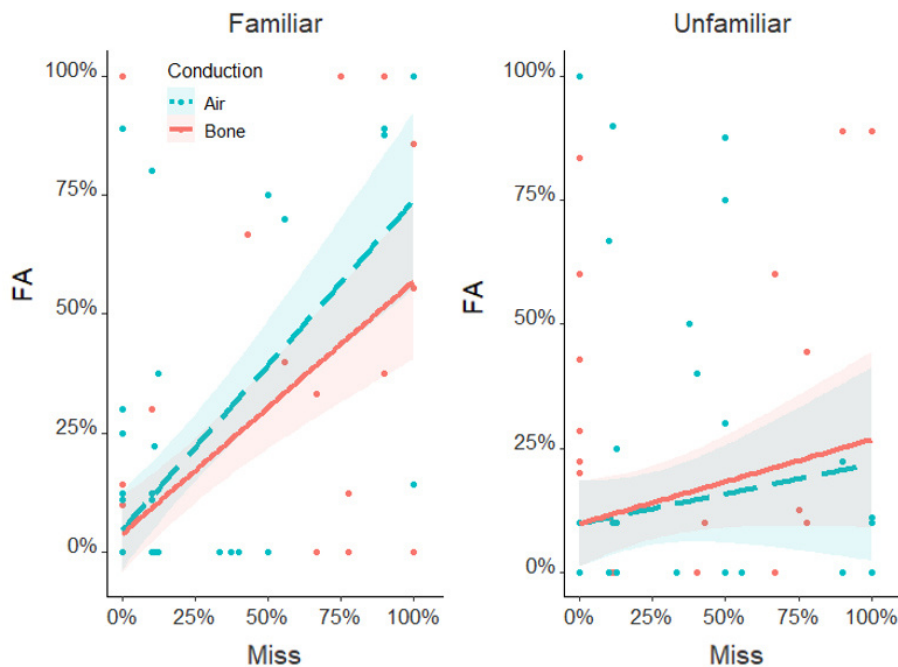 Familiar
Unfamiliar
Conduction
Air
Bone
FA
100%
75%
50%
25%
0%
0% 25% 50% 75% 100%
Miss
FA
100%
75%
50%
25%
0%
0% 25% 50% 75% 100%
Miss